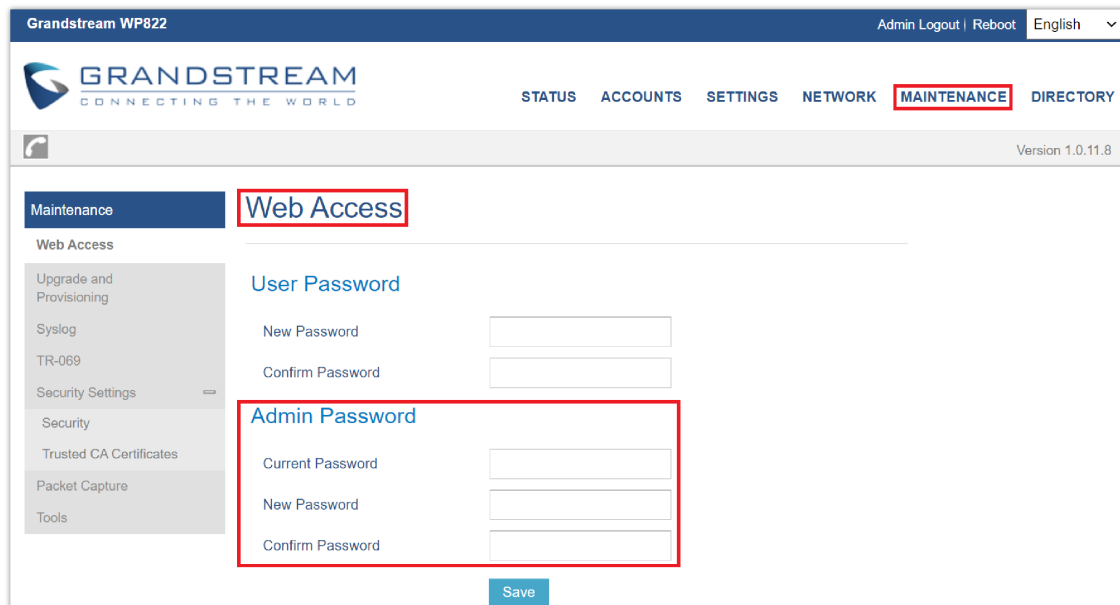 Grandstream WP822
Admin Logout | Reboot
English
GRANDSTREAM
CONNECTING THE WORLD
STATUS ACCOUNTS SETTINGS NETWORK MAINTENANCE DIRECTORY
Version 1.0.11.8
Maintenance
Web Access
Upgrade and
Provisioning
Syslog
TR-069
Security Settings
Security
Trusted CA Certificates
Packet Capture
Tools
Web Access
User Password
New Password
Confirm Password
Admin Password
Current Password
New Password
Confirm Password
Save